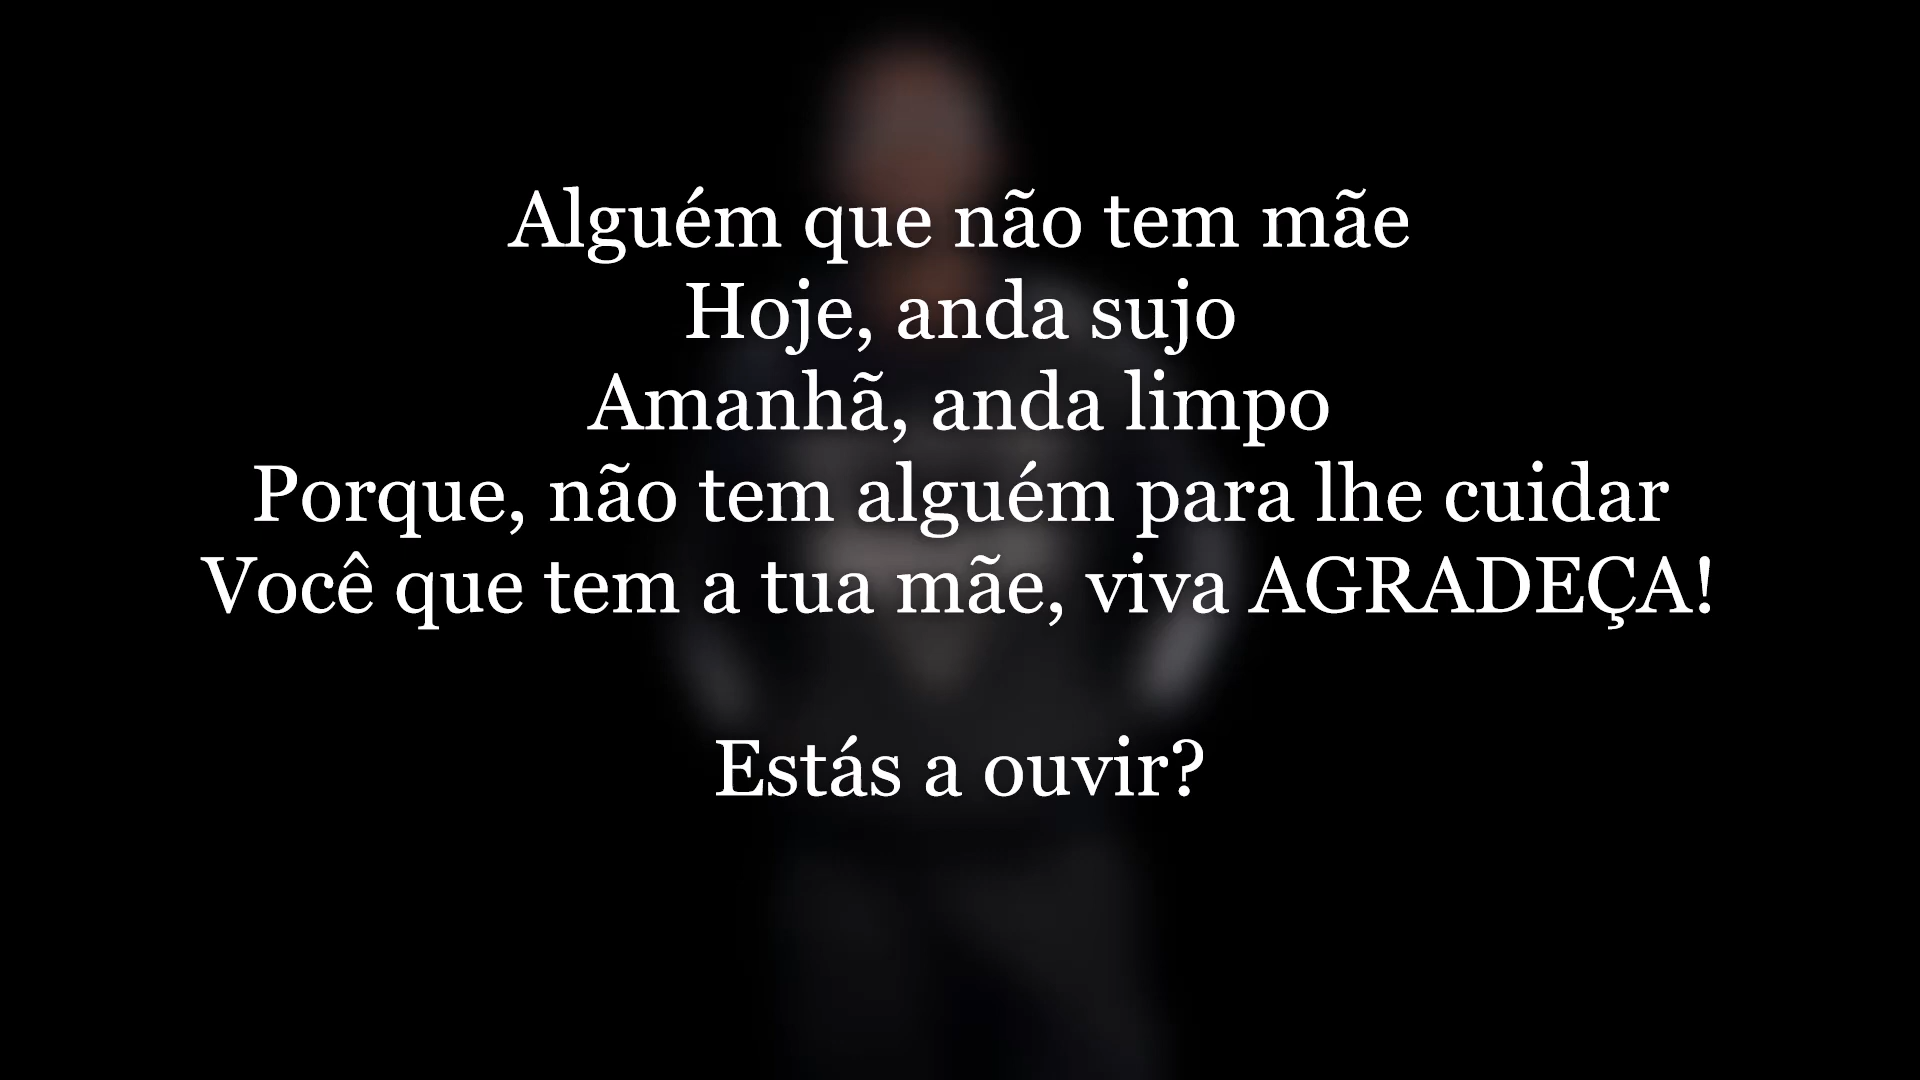 Alguém que não tem mãe
Hoje, anda sujo
Amanhã, anda limpo
Porque, não tem alguém para lhe cuidar
Você que tem a tua mãe, viva AGRADEÇA!
Estás a ouvir?